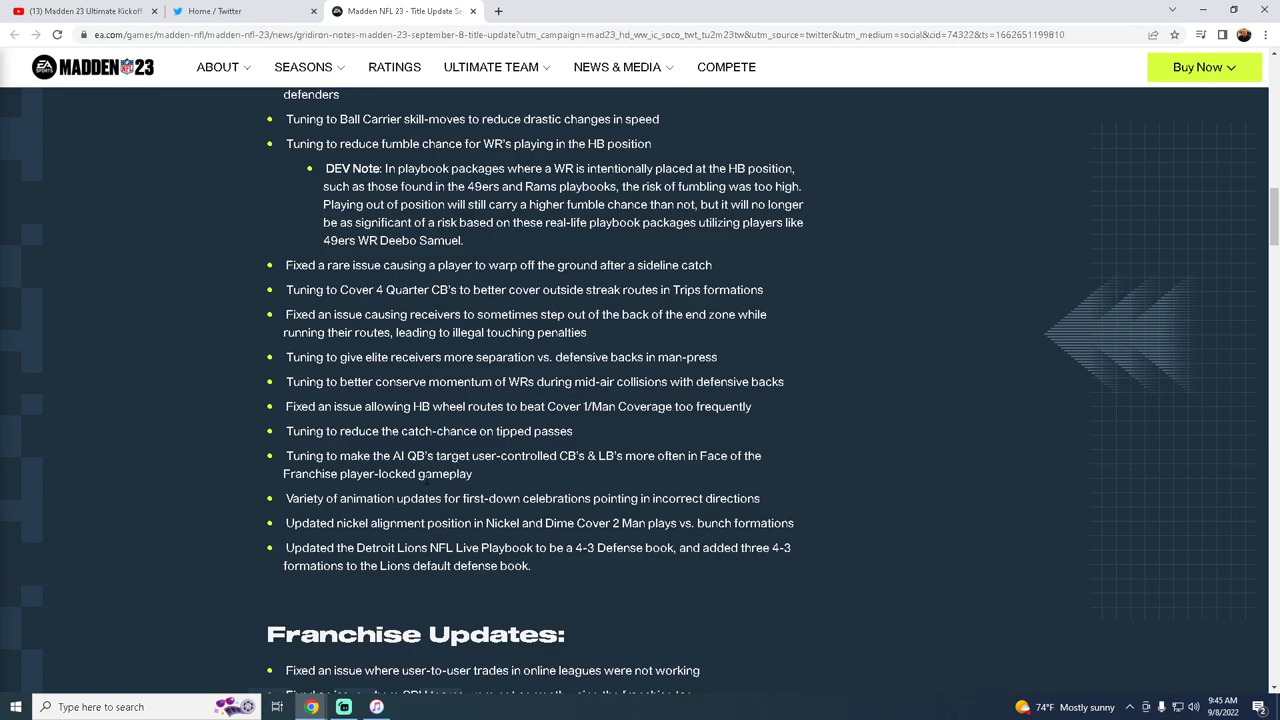 (13) Madden 23 Ultimate Kickoff
Home / Twitter
Madden NFL 23 - Title Update Se
ea.com/games/madden-nfl/madden-nfl-23/news/gridiron-notes-madden-23-september-8-title-update?utm_campaign=mad23_hd_ww_ic_soco_twt_tu2m23tw&utm_source=twitter&utm_medium=social&cid=74322&ts=1662651199810
EA SPORTS MADDEN NFL 23
ABOUT
SEASONS
RATINGS
ULTIMATE TEAM
NEWS & MEDIA
COMPETE
Buy Now
defenders
Tuning to Ball Carrier skill-moves to reduce drastic changes in speed
Tuning to reduce fumble chance for WR's playing in the HB position
DEV Note: In playbook packages where a WR is intentionally placed at the HB position,
such as those found in the 49ers and Rams playbooks, the risk of fumbling was too high.
Playing out of position will still carry a higher fumble chance than not, but it will no longer
be as significant of a risk based on these real-life playbook packages utilizing players like
49ers WR Deebo Samuel.
Fixed a rare issue causing a player to warp off the ground after a sideline catch
Tuning to Cover 4 Quarter CB's to better cover outside streak routes in Trips formations
Fixed an issue causing receivers to sometimes step out of the back of the end zone while
running their routes, leading to illegal touching penalties
Tuning to give elite receivers more separation vs. defensive backs in man-press
Tuning to better of WRs during mid-air collisions with defensive backs
Fixed an issue allowing HB wheel routes to beat Cover 1/Man Coverage too frequently
Tuning to reduce the catch-chance on tipped passes
Tuning to make the AI QB's target user-controlled CB's & LB's more often in Face of the
Franchise player-locked gameplay
Variety of animation updates for first-down celebrations pointing in incorrect directions
Updated nickel alignment position in Nickel and Dime Cover 2 Man plays vs. bunch formations
Updated the Detroit Lions NFL Live Playbook to be a 4-3 Defense book, and added three 4-3
formations to the Lions default defense book.
Franchise Updates:
Fixed an issue where user-to-user trades in online leagues were not working
Type here to search
74°F Mostly sunny
9:45 AM
9/8/2022
2